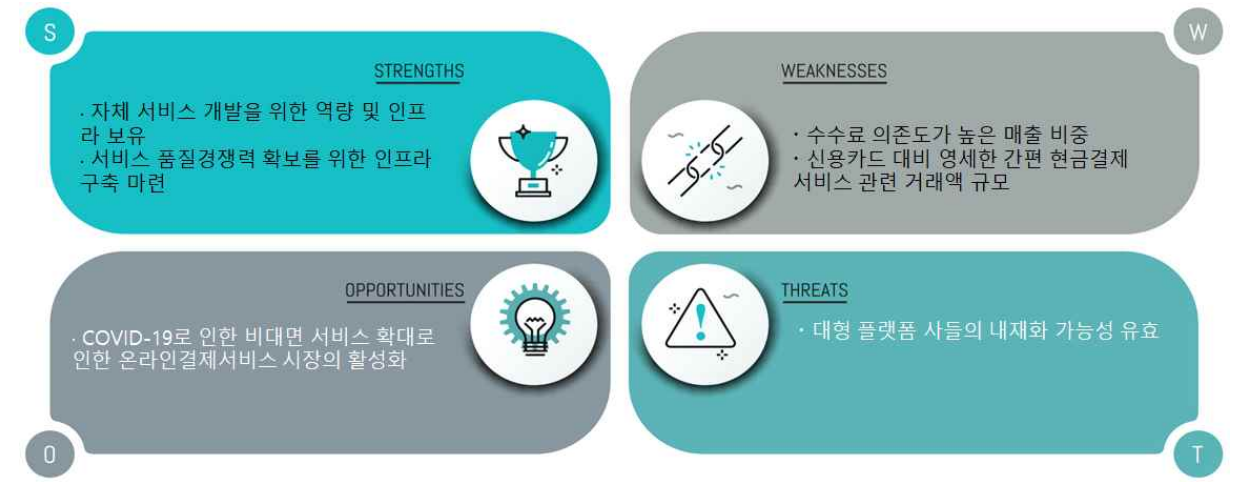 S
STRENGTHS
· 자체 서비스 개발을 위한 역량 및 인프
라 보유
· 서비스 품질경쟁력 확보를 위한 인프라
구축 마련
W
WEAKNESSES
· 수수료 의존도가 높은 매출 비중
· 신용카드 대비 영세한 간편 현금결제
서비스 관련 거래액 규모
O
OPPORTUNITIES
· COVID-19로 인한 비대면 서비스 확대로
인한 온라인결제서비스 시장의 활성화
T
THREATS
· 대형 플랫폼 사들의 내재화 가능성 유효